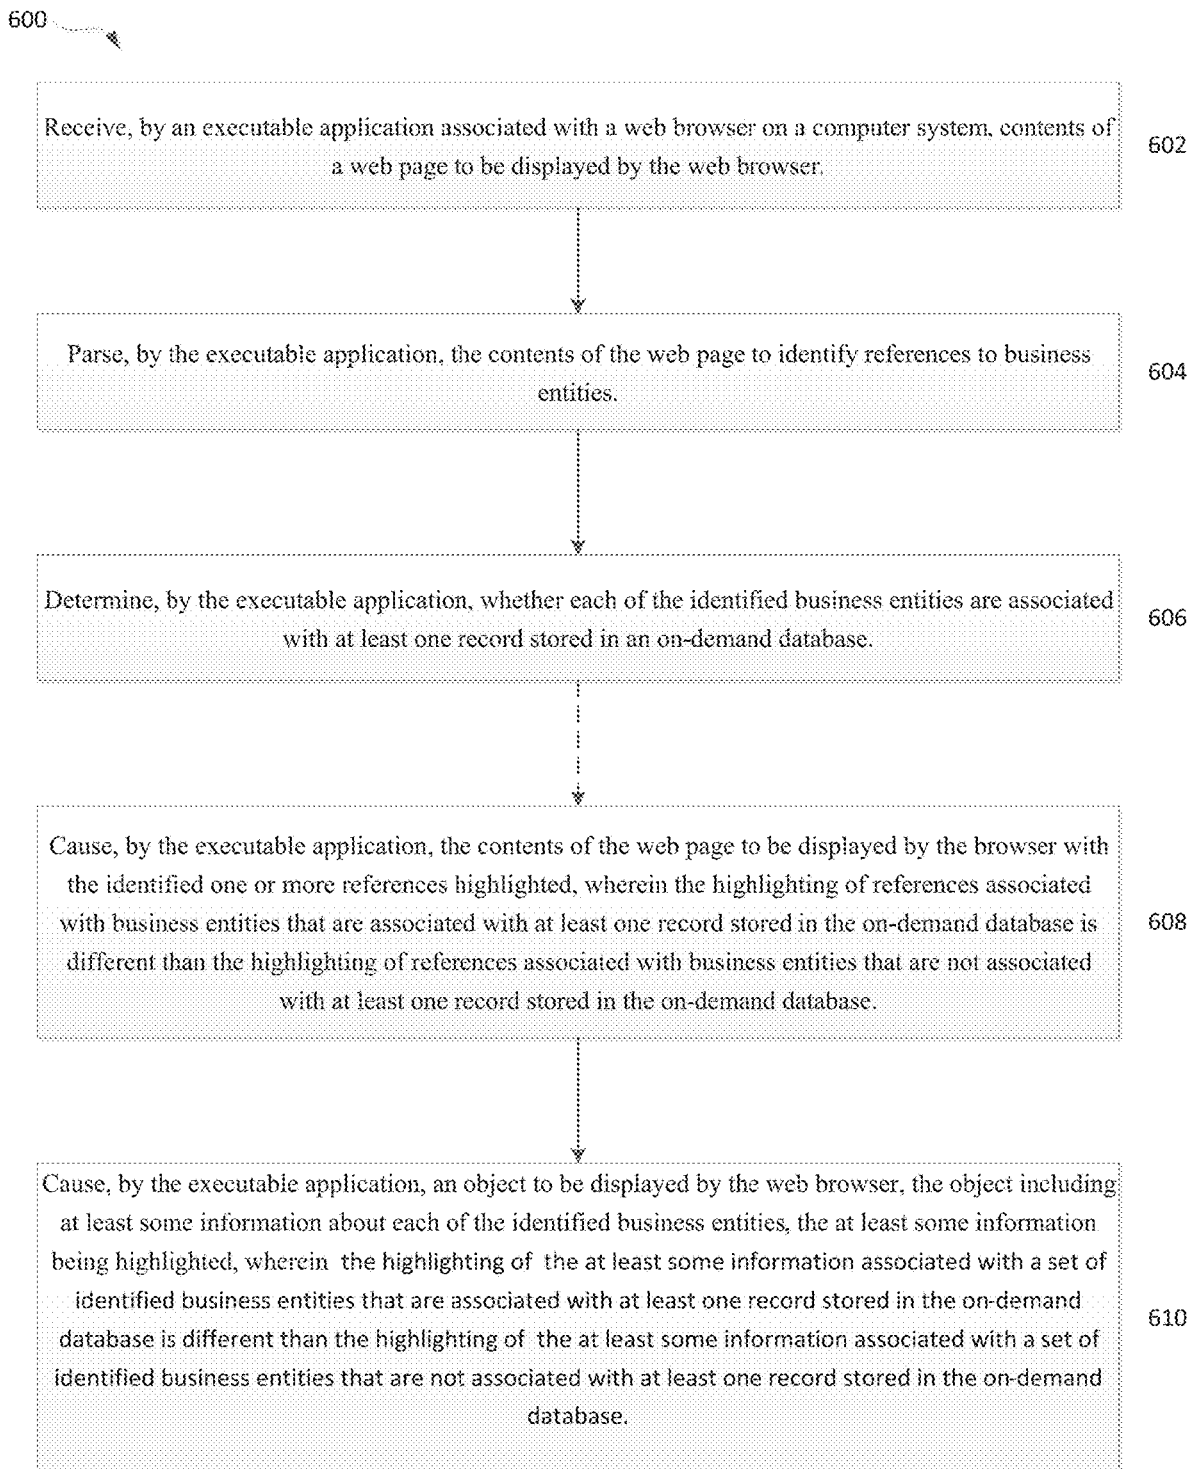 600
Receive, by an executable application associated with a web browser on a computer system, contents of
a web page to be displayed by the web browser.
602
Parse, by the executable application, the contents of the web page to identify references to business
entities.
604
Determine, by the executable application, whether each of the identified business entities are associated
with at least one record stored in an on-demand database.
606
Cause, by the executable application, the contents of the web page to be displayed by the browser with
the identified one or more references highlighted, wherein the highlighting of references associated
with business entities that are associated with at least one record stored in the on-demand database is
different than the highlighting of references associated with business entities that are not associated
with at least one record stored in the on-demand database.
608
Cause, by the executable application, an object to be displayed by the web browser, the object including
at least some information about each of the identified business entities, the at least some information
being highlighted, wherein the highlighting of the at least some information associated with a set of
identified business entities that are associated with at least one record stored in the on-demand
database is different than the highlighting of the at least some information associated with a set of
identified business entities that are not associated with at least one record stored in the on-demand
database.
610